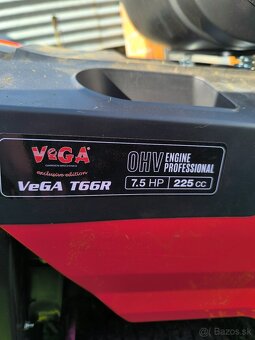 VeGA
exclusive edition
VeGA T66R
OHV ENGINE PROFESSIONAL
7.5 HP 225 CC
Bazos.sk